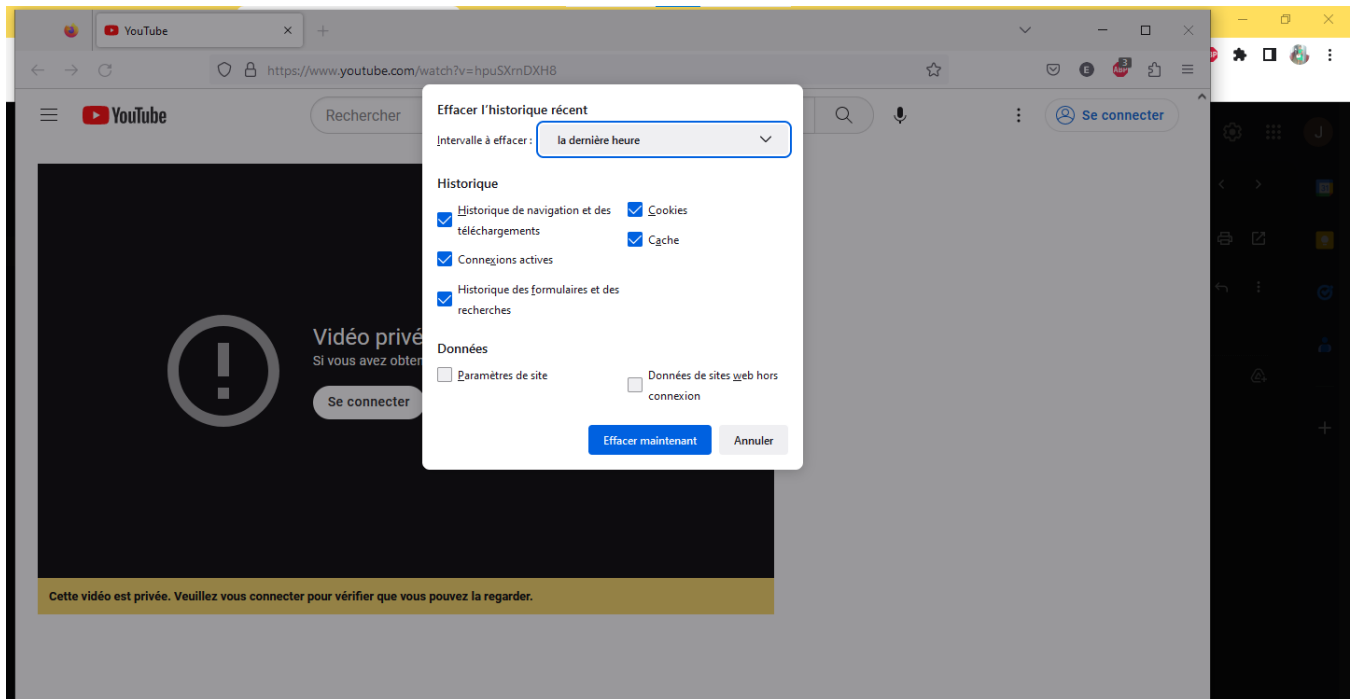 YouTube
https://www.youtube.com/watch?v=hpuSXrnDXH8
E
3
ABP
YouTube
Rechercher
Se connecter
J
Effacer l’historique récent
Intervalle à effacer :
la dernière heure
Historique
Historique de navigation et des
téléchargements
Cookies
Cache
Connexions actives
Historique des formulaires et des
recherches
Données
Paramètres de site
Données de sites web hors
connexion
Effacer maintenant
Annuler
Vidéo privé
Si vous avez obten
Se connecter
Cette vidéo est privée. Veuillez vous connecter pour vérifier que vous pouvez la regarder.